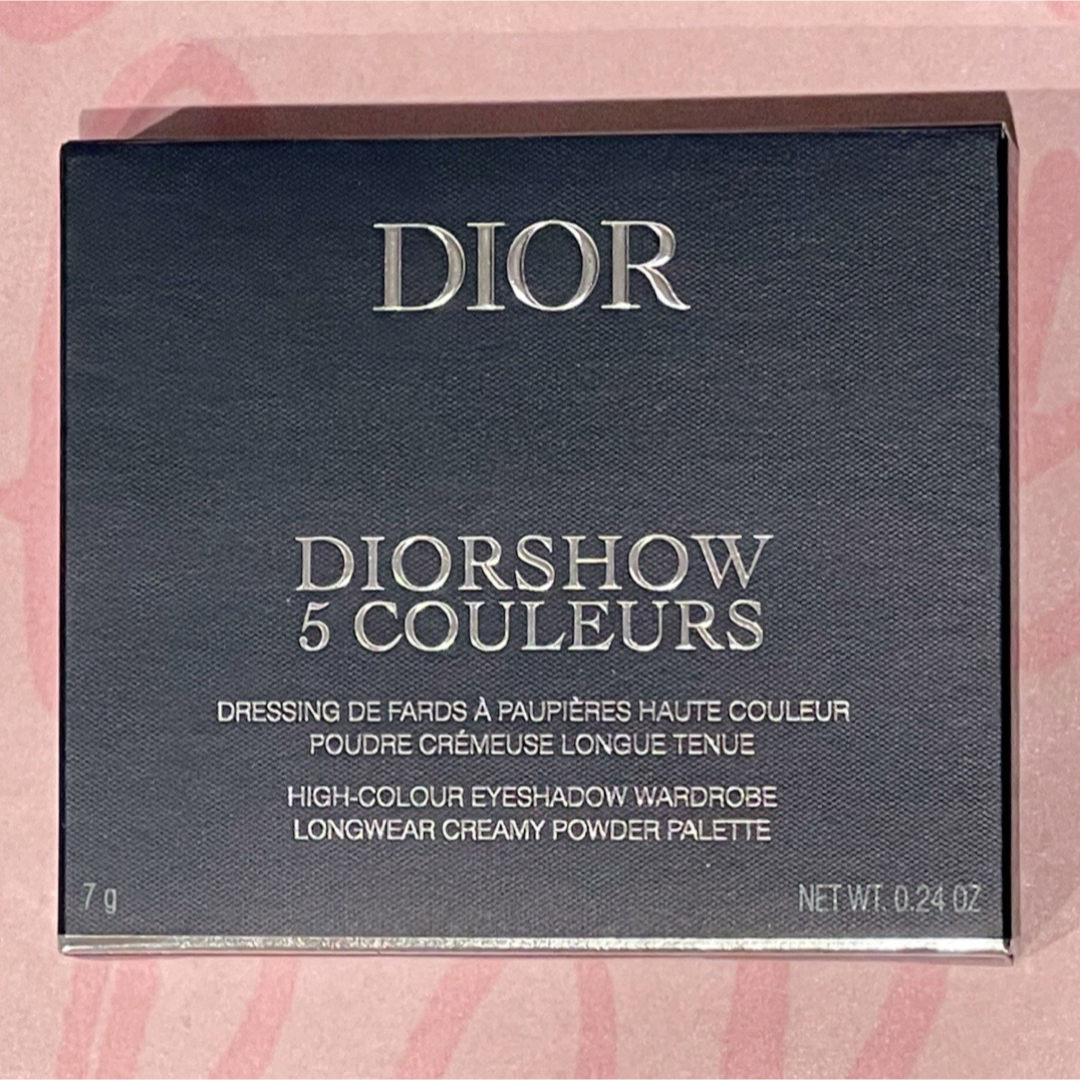 DIOR
DIORSHOW
5 COULEURS
DRESSING DE FARDS À PAUPIÈRES HAUTE COULEUR
POUDRE CRÉMEUSE LONGUE TENUE
HIGH-COLOUR EYESHADOW WARDROBE
LONGWEAR CREAMY POWDER PALETTE
7 g
NET WT. 0.24 OZ